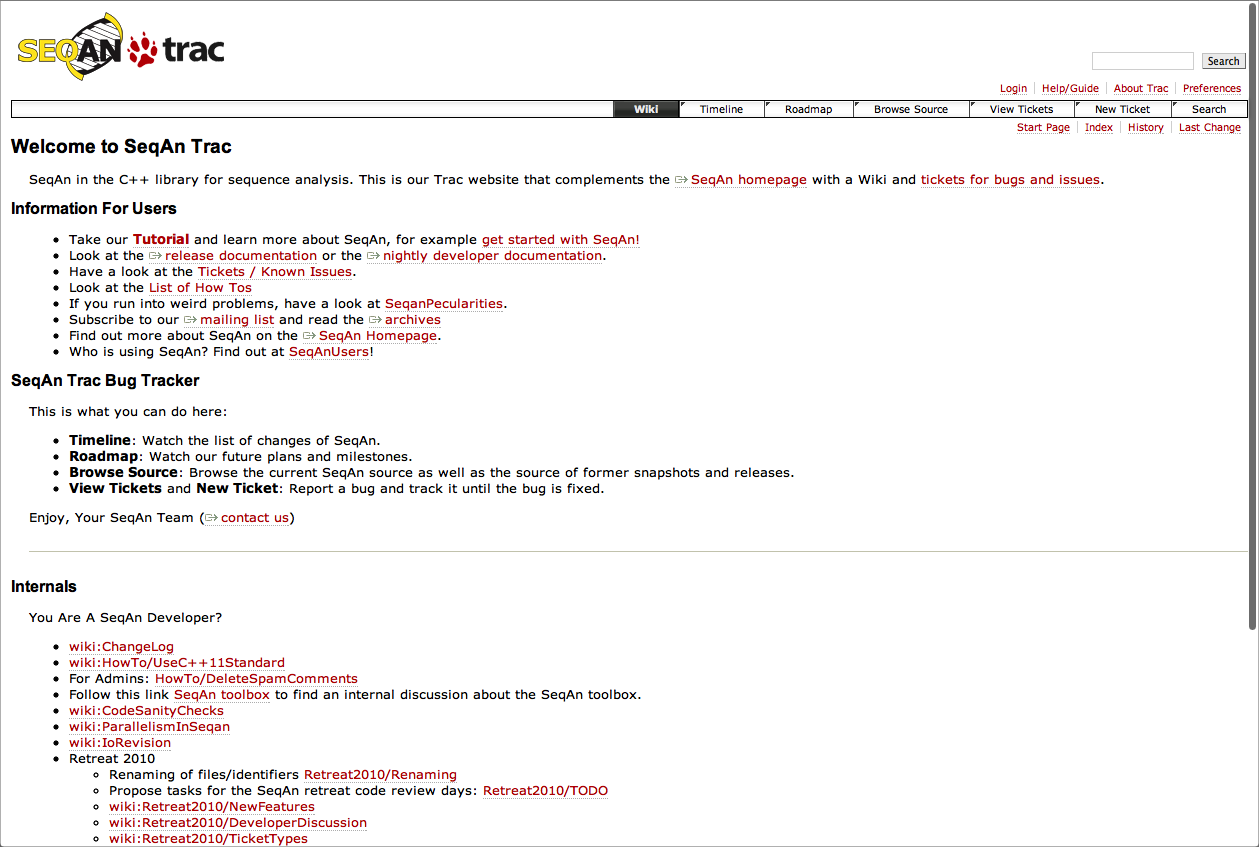 SEQAN trac
Search
Login Help/Guide About Trac Preferences
Wiki Timeline Roadmap Browse Source View Tickets New Ticket Search
Start Page Index History Last Change
Welcome to SeqAn Trac
SeqAn in the C++ library for sequence analysis. This is our Trac website that complements the SeqAn homepage with a Wiki and tickets for bugs and issues.
Information For Users
Take our Tutorial and learn more about SeqAn, for example get started with SeqAn!
Look at the release documentation or the nightly developer documentation.
Have a look at the Tickets / Known Issues.
Look at the List of How Tos
If you run into weird problems, have a look at SeqanPecularities.
Subscribe to our mailing list and read the archives
Find out more about SeqAn on the SeqAn Homepage.
Who is using SeqAn? Find out at SeqAnUsers!
SeqAn Trac Bug Tracker
This is what you can do here:
Timeline: Watch the list of changes of SeqAn.
Roadmap: Watch our future plans and milestones.
Browse Source: Browse the current SeqAn source as well as the source of former snapshots and releases.
View Tickets and New Ticket: Report a bug and track it until the bug is fixed.
Enjoy, Your SeqAn Team (contact us)
Internals
You Are A SeqAn Developer?
wiki:ChangeLog
wiki:HowTo/UseC++11Standard
For Admins: HowTo/DeleteSpamComments
Follow this link SeqAn toolbox to find an internal discussion about the SeqAn toolbox.
wiki:CodeSanityChecks
wiki:ParallelismInSeqan
wiki:IoRevision
Retreat 2010
Renaming of files/identifiers Retreat2010/Renaming
Propose tasks for the SeqAn retreat code review days: Retreat2010/TODO
wiki:Retreat2010/NewFeatures
wiki:Retreat2010/DeveloperDiscussion
wiki:Retreat2010/TicketTypes